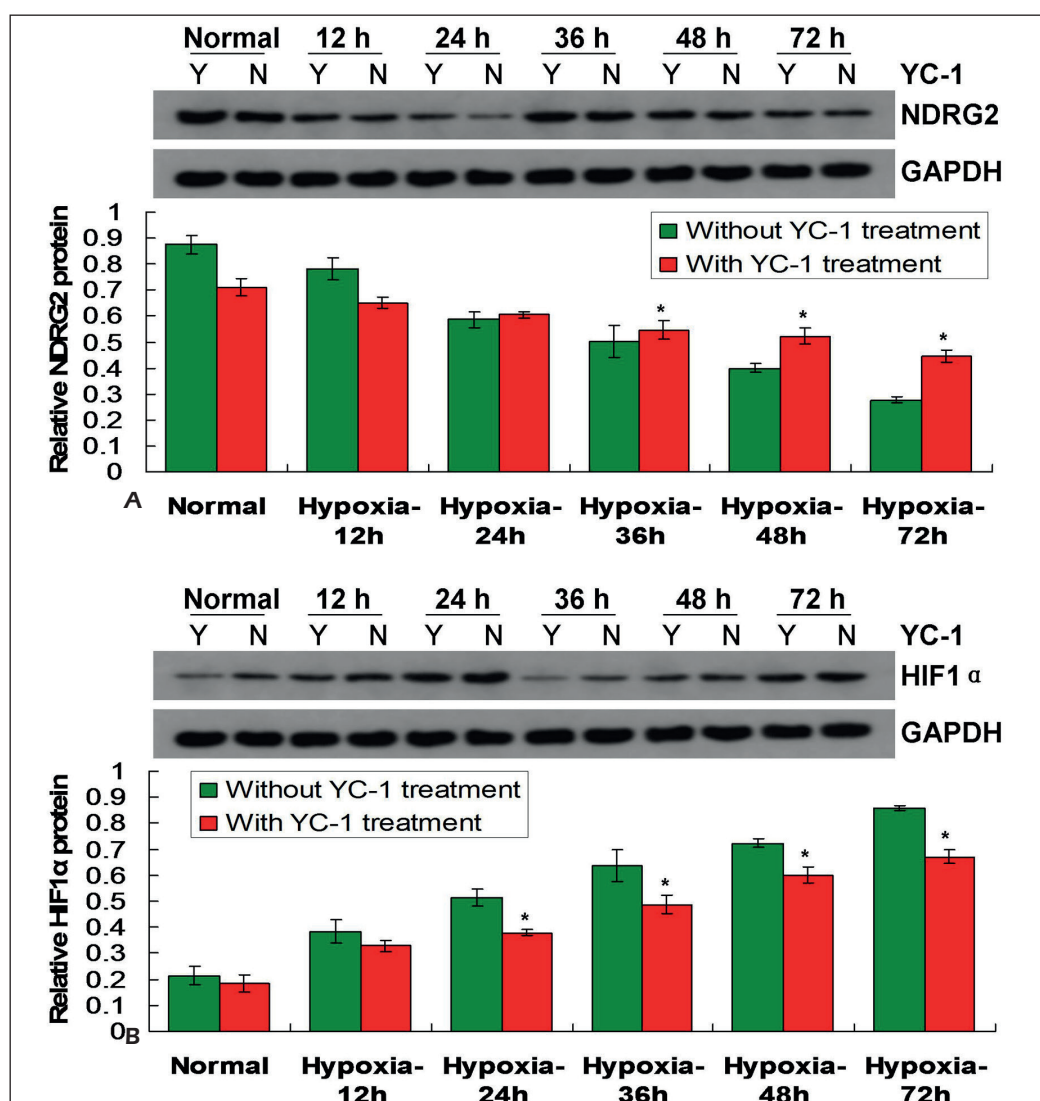 Normal 12 h 24 h 36 h 48 h 72 h
Y N Y N Y N Y N Y N Y N YC-1
NDRG2
GAPDH
Relative NDRG2 protein
1
0.9
0.8
0.7
0.6
0.5
0.4
0.3
0.2
0.1
0
Without YC-1 treatment
With YC-1 treatment
* * *
A
Normal Hypoxia- Hypoxia- Hypoxia- Hypoxia- Hypoxia-
12h 24h 36h 48h 72h
Normal 12 h 24 h 36 h 48 h 72 h
Y N Y N Y N Y N Y N Y N YC-1
HIF1 α
GAPDH
Relative HIF1α protein
1
0.9
0.8
0.7
0.6
0.5
0.4
0.3
0.2
0.1
0
Without YC-1 treatment
With YC-1 treatment
* * * *
B
Normal Hypoxia- Hypoxia- Hypoxia- Hypoxia- Hypoxia-
12h 24h 36h 48h 72h